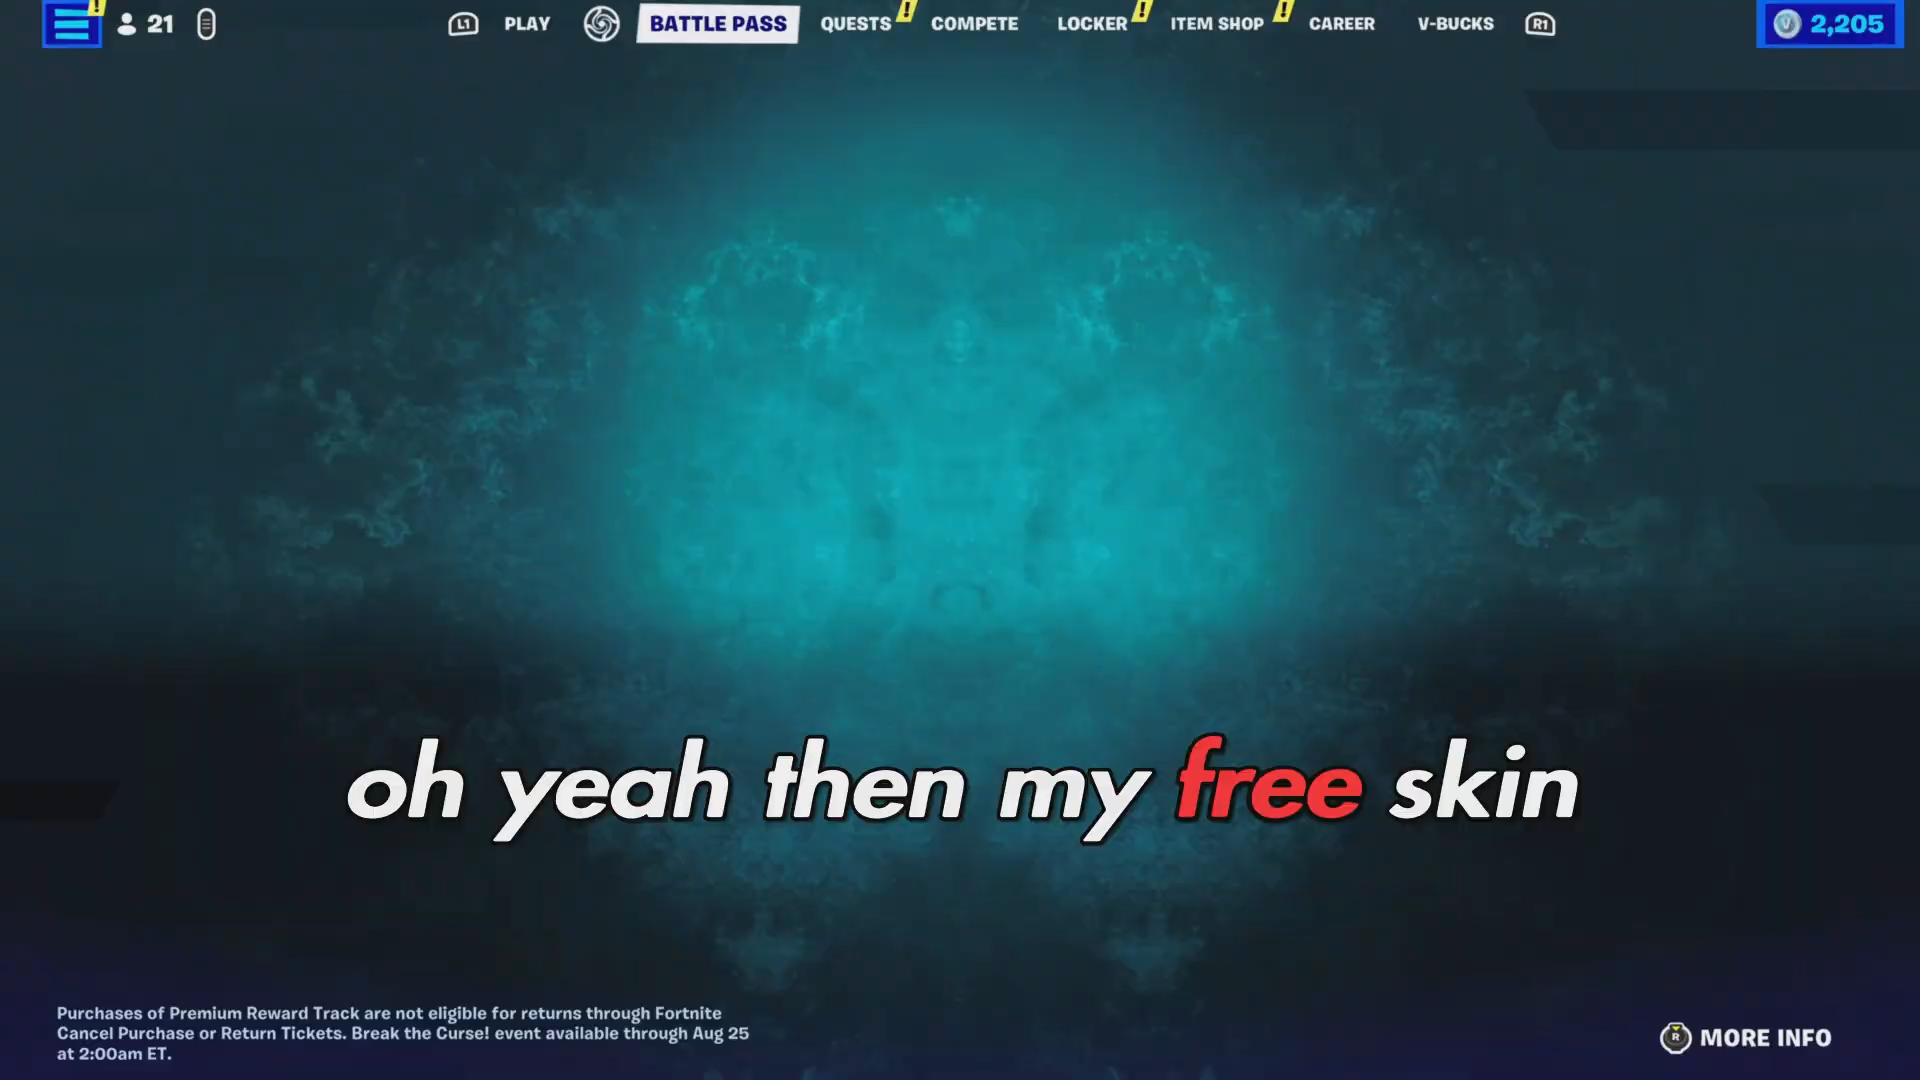 ! 21 L1 PLAY BATTLE PASS QUESTS ! COMPETE LOCKER ! ITEM SHOP ! CAREER V-BUCKS R1 V 2,205
oh yeah then my free skin
Purchases of Premium Reward Track are not eligible for returns through Fortnite
Cancel Purchase or Return Tickets. Break the Curse! event available through Aug 25
at 2:00am ET.
R MORE INFO